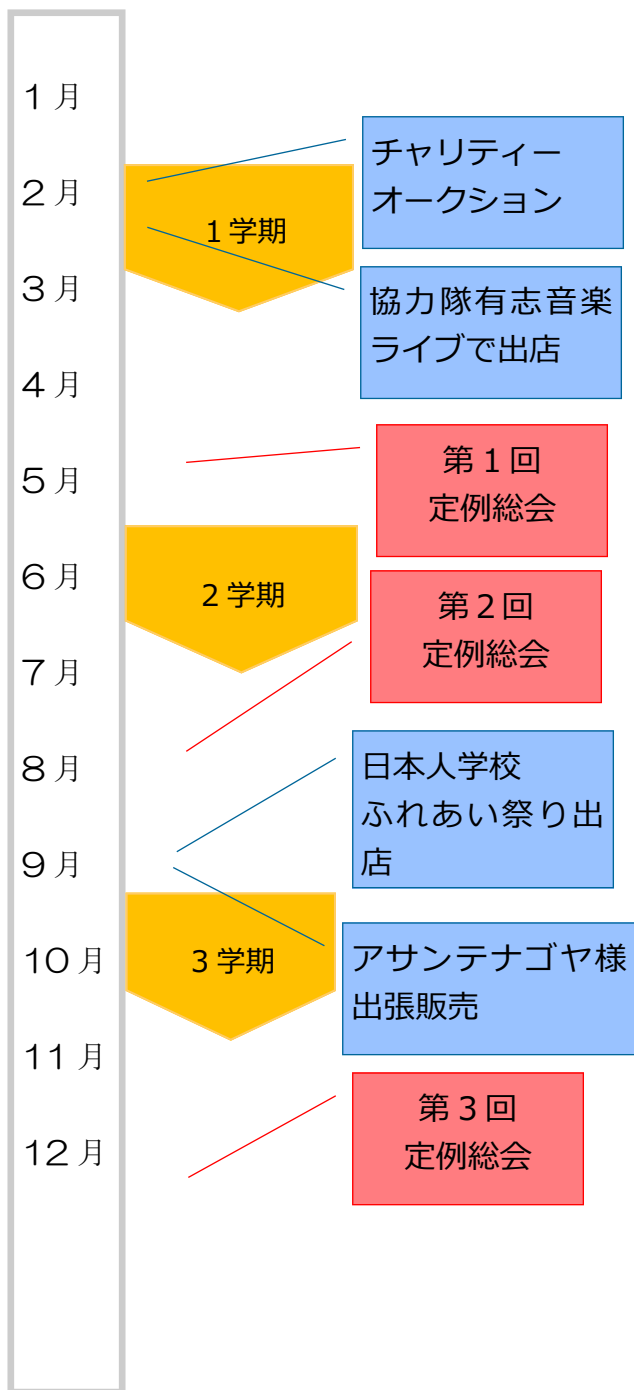 1月
2月
3月
4月
5月
6月
7月
8月
9月
10月
11月
12月
1学期
2学期
3学期
チャリティー
オークション
協力隊有志音楽
ライブで出店
第1回
定例総会
第2回
定例総会
日本人学校
ふれあい祭り出
店
アサンテナゴヤ様
出張販売
第3回
定例総会